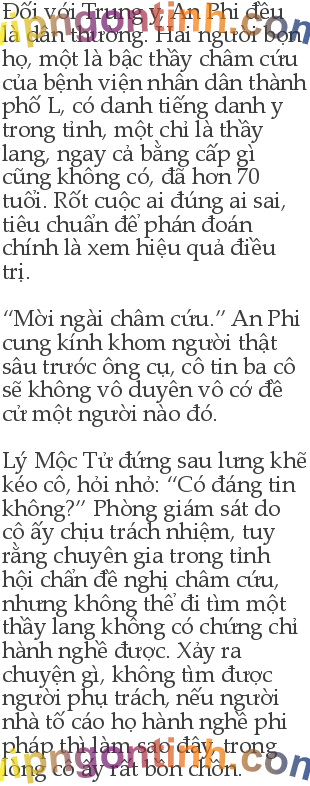 Đối với Trung y An Phi đều
là dân thường. Hai người bọn
họ, một là bậc thầy châm cứu
của bệnh viện nhân dân thành
phố L, có danh tiếng danh y
trong tỉnh, một chỉ là thầy
lang, ngay cả bằng cấp gì
cũng không có, đã hơn 70
tuổi. Rốt cuộc ai đúng ai sai,
tiêu chuẩn để phán đoán
chính là xem hiệu quả điều
trị.

“Mời ngài châm cứu.” An Phi
cung kính khom người thật
sâu trước ông cụ, cô tin ba cô
sẽ không vô duyên vô cớ đề
cử một người nào đó.

Lý Mộc Tử đứng sau lưng khẽ
kéo cô, hỏi nhỏ: “Có đáng tin
không?” Phòng giám sát do
cô ấy chịu trách nhiệm, tuy
rằng chuyên gia trong tỉnh
hội chẩn đề nghị châm cứu,
nhưng không thể đi tìm một
thầy lang không có chứng chỉ
hành nghề được. Xảy ra
chuyện gì, không tìm được
người phụ trách, nếu người
nhà tố cáo họ hành nghề phi
pháp thì làm sao đây, trong
lòng cô ấy rất bồn chồn.